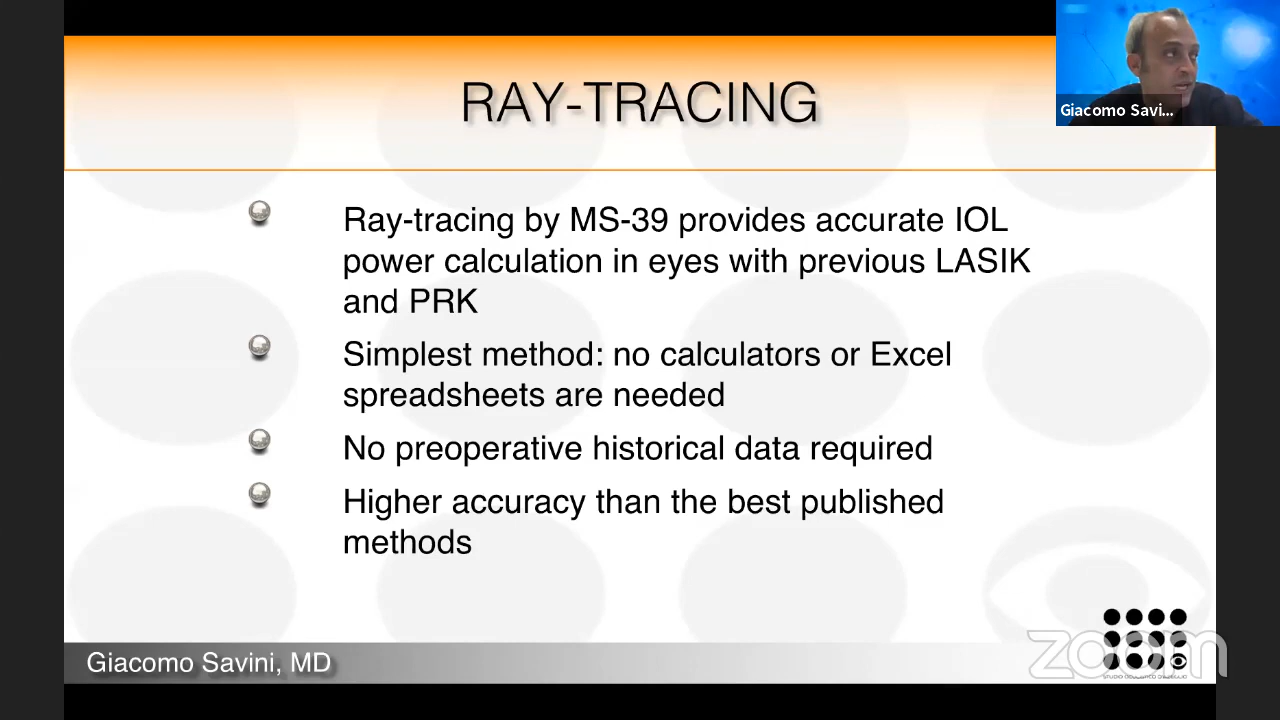 RAY-TRACING
Giacomo Savi...
Ray-tracing by MS-39 provides accurate IOL
power calculation in eyes with previous LASIK
and PRK
Simplest method: no calculators or Excel
spreadsheets are needed
No preoperative historical data required
Higher accuracy than the best published
methods
Giacomo Savini, MD
zoom